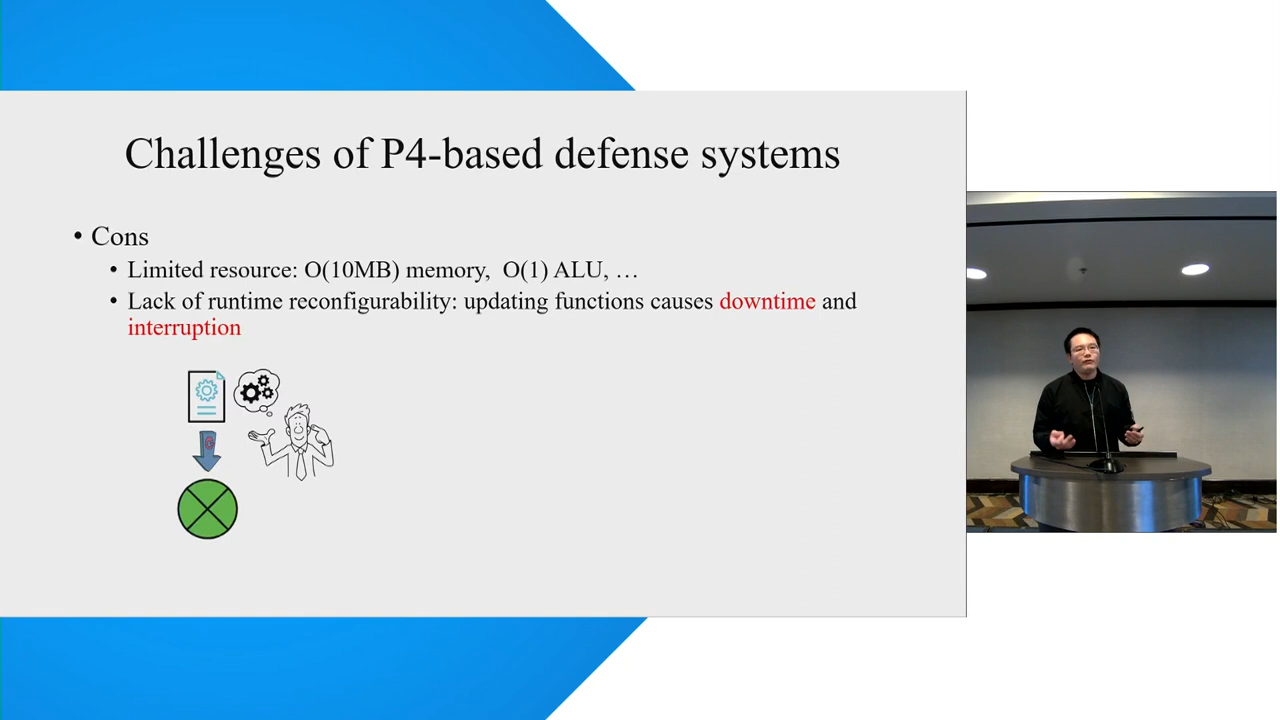 Challenges of P4-based defense systems
• Cons
• Limited resource: O(10MB) memory, O(1) ALU, …
• Lack of runtime reconfigurability: updating functions causes downtime and
interruption